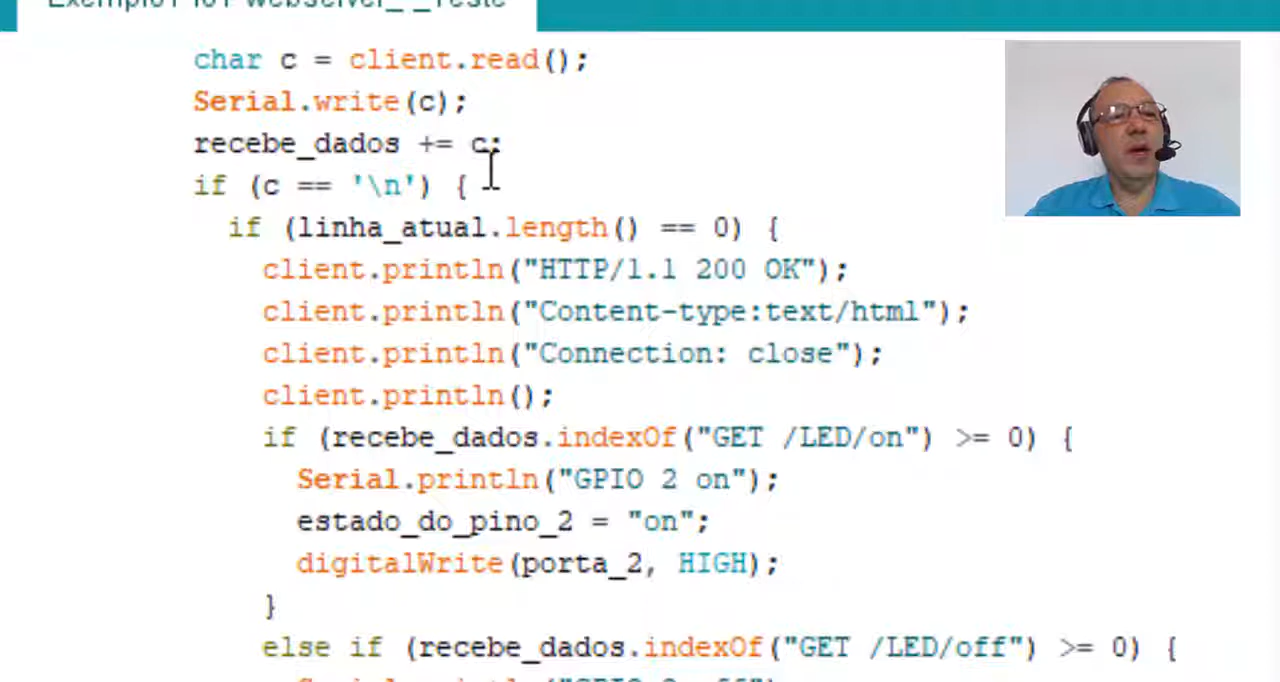 char c = client.read();
Serial.write(c);
recebe_dados += c;
if (c == '\n') {
if (linha_atual.length() == 0) {
client.println("HTTP/1.1 200 OK");
client.println("Content-type:text/html");
client.println("Connection: close");
client.println();
if (recebe_dados.indexOf("GET /LED/on") >= 0) {
Serial.println("GPIO 2 on");
estado_do_pino_2 = "on";
digitalWrite(porta_2, HIGH);
}
else if (recebe_dados.indexOf("GET /LED/off") >= 0) {